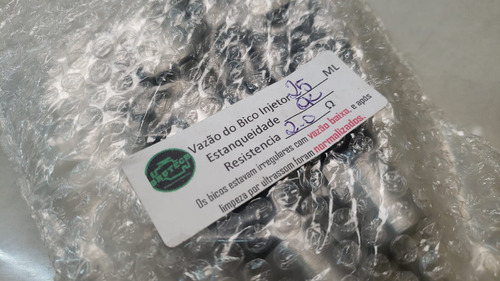 Vazão do Bico Injetor 25 ML
Estanqueidade OK
Resistencia 2.0 Ω
Os bicos estavam irregulares com vazão baixa, e após
limpeza por ultrassom foram normalizados.